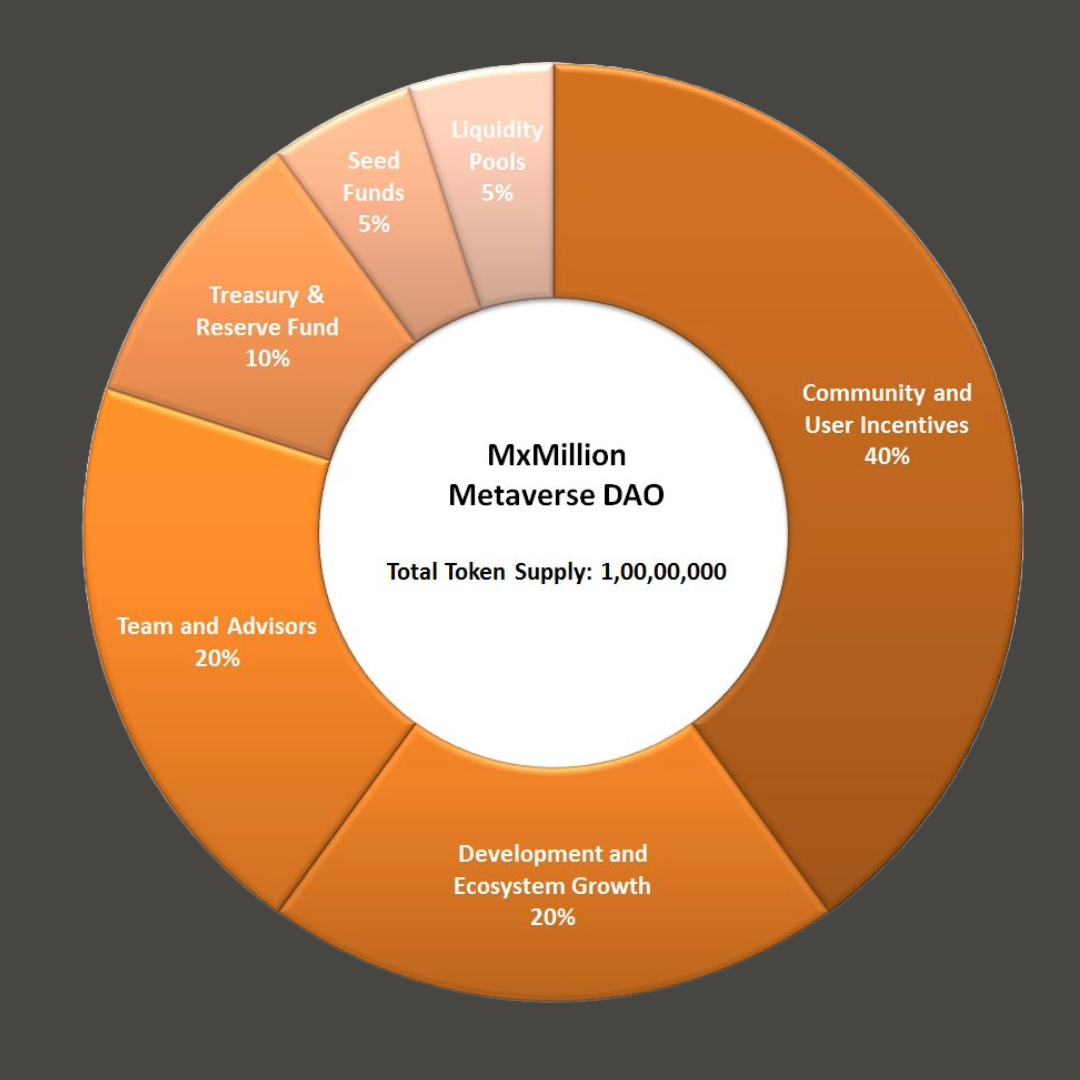 Liquidity
Pools
5%
Seed
Funds
5%
Treasury &
Reserve Fund
10%
Community and
User Incentives
40%
MxMillion
Metaverse DAO
Total Token Supply: 1,00,00,000
Team and Advisors
20%
Development and
Ecosystem Growth
20%